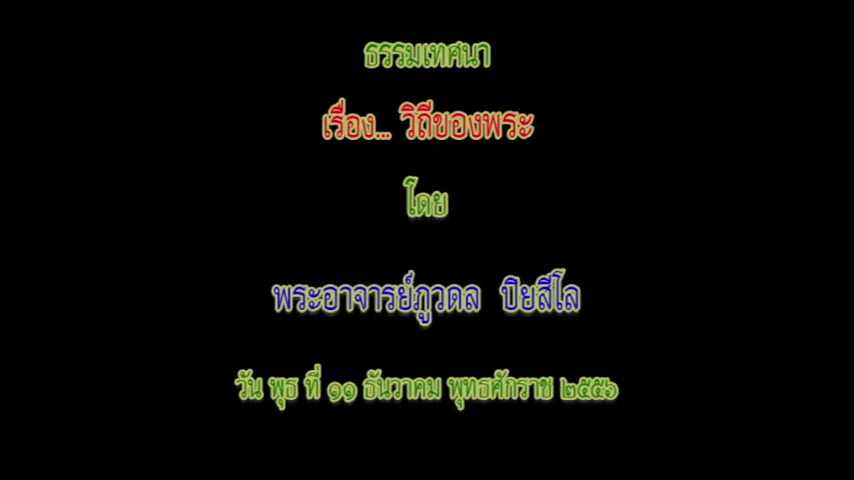 ธรรมเทศนา
เรื่อง... วิถีของพระ
โดย
พระอาจารย์ภูวดล ปิยสีโล
วัน พุธ ที่ ๑๑ ธันวาคม พุทธศักราช ๒๕๕๖